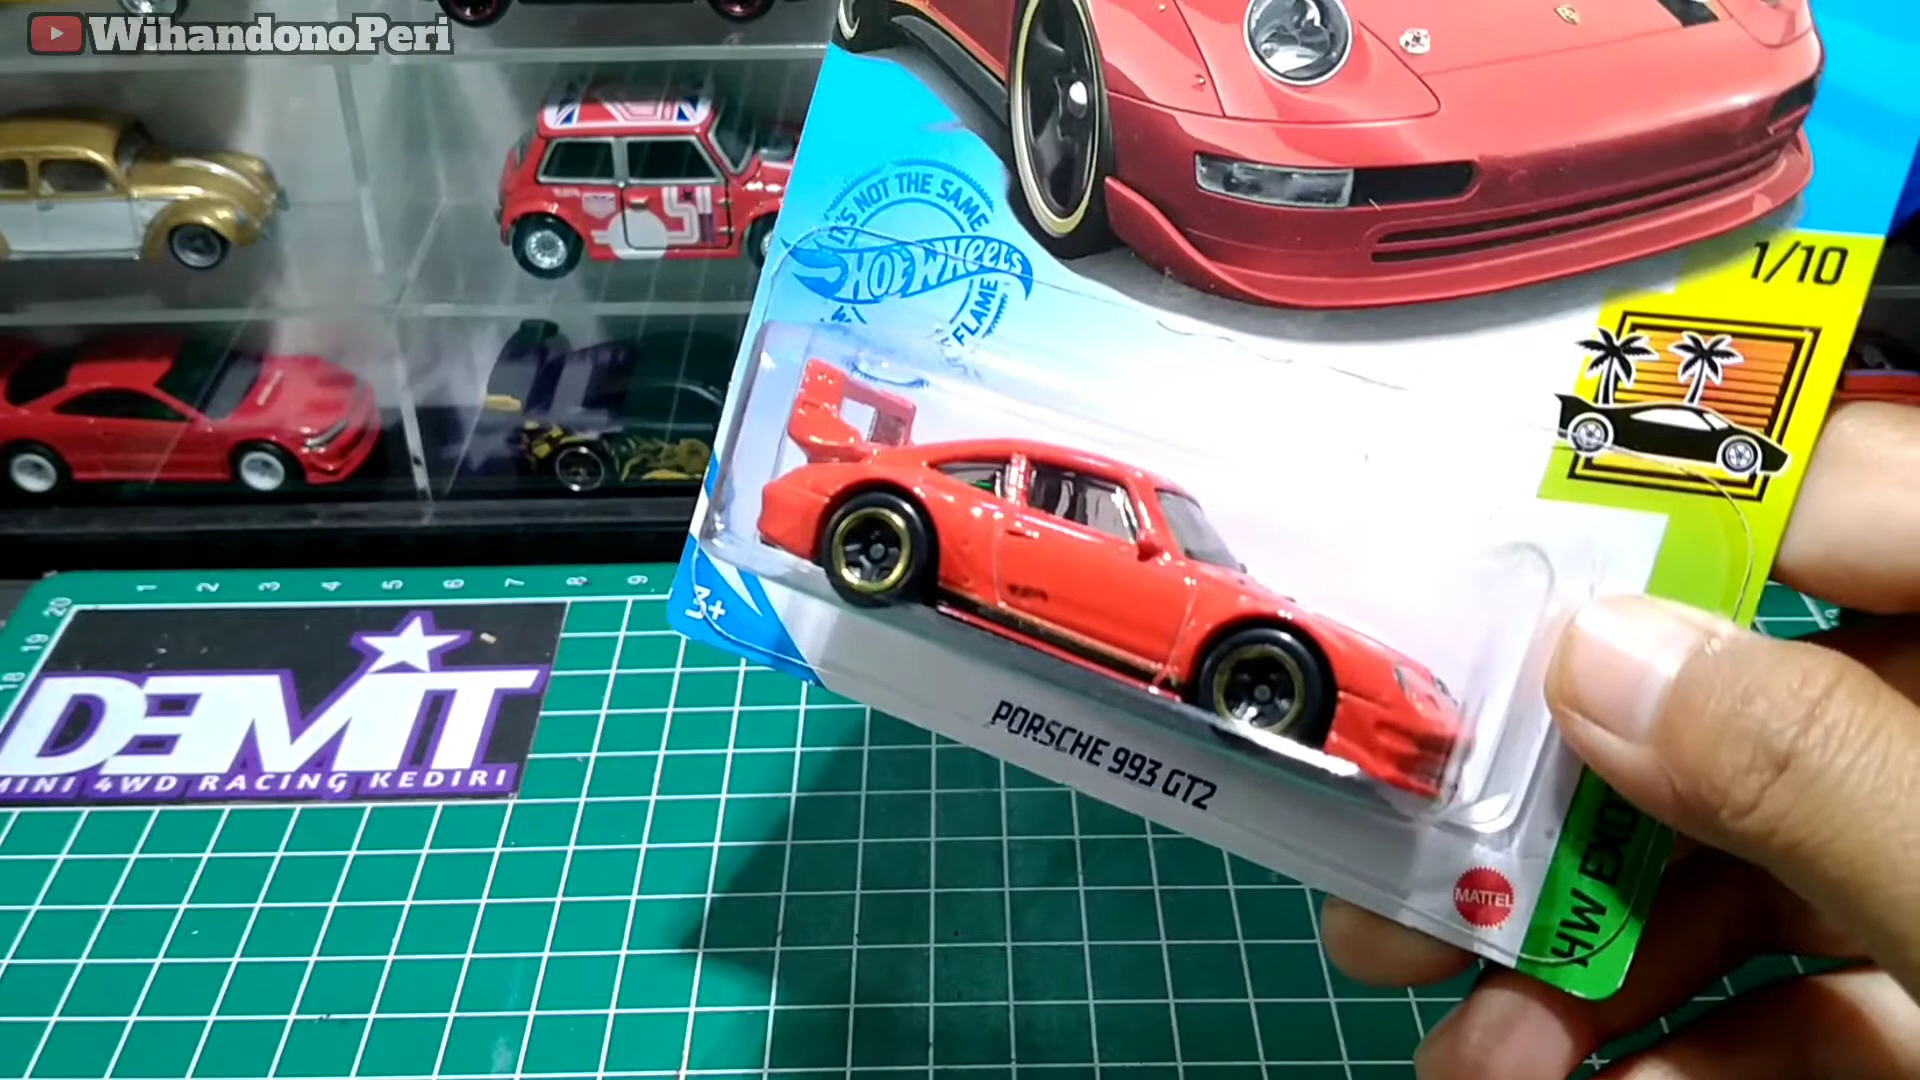 WihandonoPeri
IT'S NOT THE SAME
HOT WHEELS
FLAME
1/10
3+
PORSCHE 993 GT2
MATTEL
HW EXO
1 2 3 4 5 6 7 8 9
20
19
18
DEMIT
MINI 4WD RACING KEDIRI